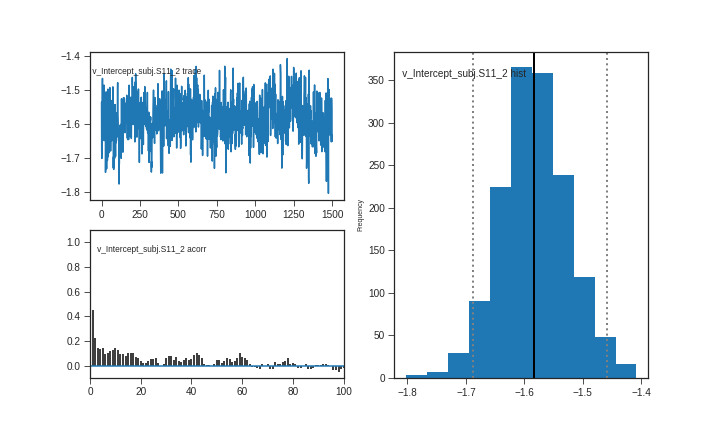 v_Intercept_subj.S11_2 trace
−1.4
−1.5
−1.6
−1.7
−1.8
0 250 500 750 1000 1250 1500
v_Intercept_subj.S11_2 acorr
1.0
0.8
0.6
0.4
0.2
0.0
0 20 40 60 80 100
v_Intercept_subj.S11_2 hist
Frequency
350
300
250
200
150
100
50
0
−1.8 −1.7 −1.6 −1.5 −1.4